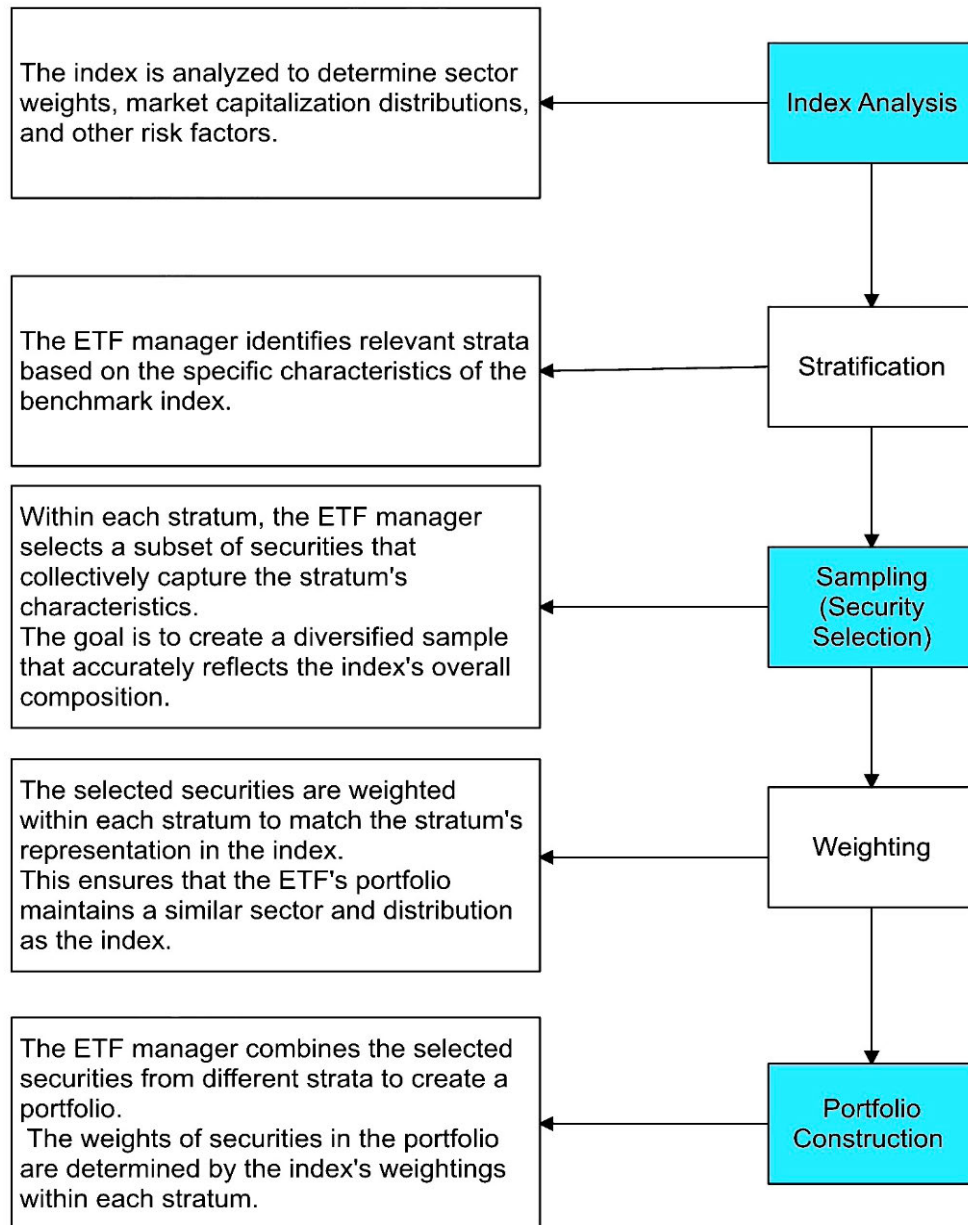 The index is analyzed to determine sector
weights, market capitalization distributions,
and other risk factors.
Index Analysis
The ETF manager identifies relevant strata
based on the specific characteristics of the
benchmark index.
Stratification
Within each stratum, the ETF manager
selects a subset of securities that
collectively capture the stratum's
characteristics.
The goal is to create a diversified sample
that accurately reflects the index's overall
composition.
Sampling
(Security
Selection)
The selected securities are weighted
within each stratum to match the stratum's
representation in the index.
This ensures that the ETF's portfolio
maintains a similar sector and distribution
as the index.
Weighting
The ETF manager combines the selected
securities from different strata to create a
portfolio.
The weights of securities in the portfolio
are determined by the index's weightings
within each stratum.
Portfolio
Construction